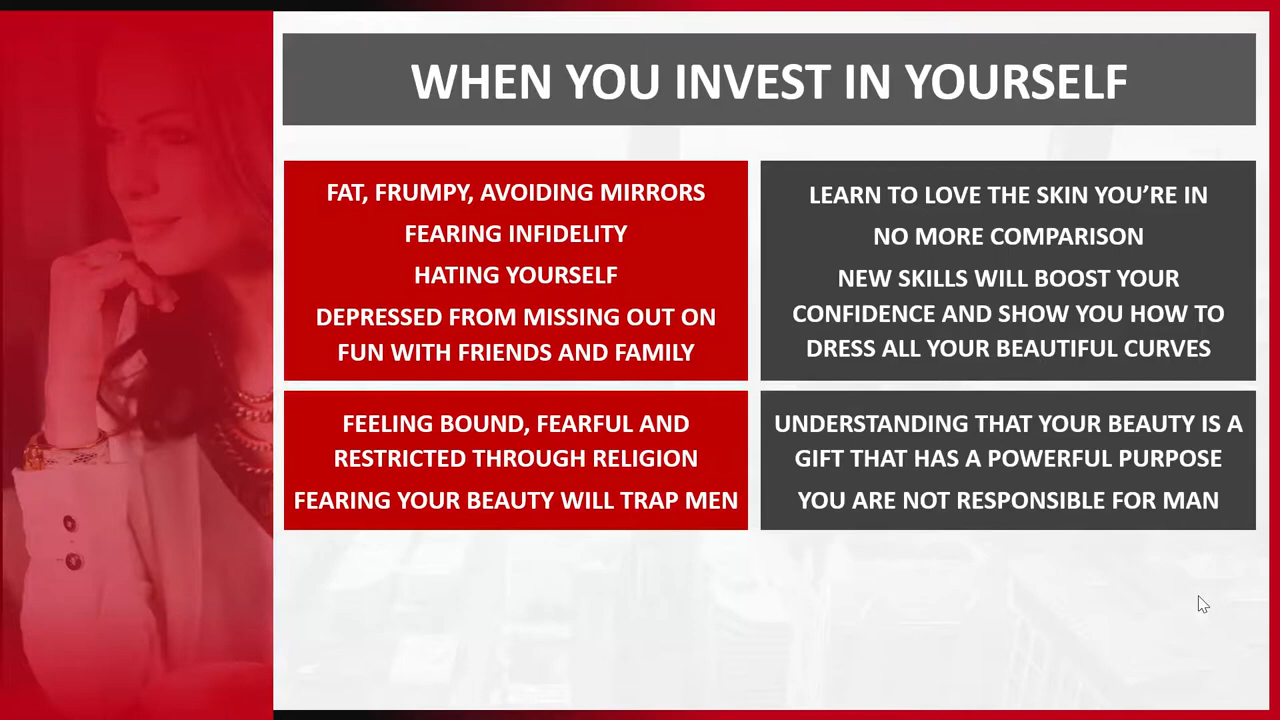 WHEN YOU INVEST IN YOURSELF
FAT, FRUMPY, AVOIDING MIRRORS
FEARING INFIDELITY
HATING YOURSELF
DEPRESSED FROM MISSING OUT ON
FUN WITH FRIENDS AND FAMILY
LEARN TO LOVE THE SKIN YOU’RE IN
NO MORE COMPARISON
NEW SKILLS WILL BOOST YOUR
CONFIDENCE AND SHOW YOU HOW TO
DRESS ALL YOUR BEAUTIFUL CURVES
FEELING BOUND, FEARFUL AND
RESTRICTED THROUGH RELIGION
FEARING YOUR BEAUTY WILL TRAP MEN
UNDERSTANDING THAT YOUR BEAUTY IS A
GIFT THAT HAS A POWERFUL PURPOSE
YOU ARE NOT RESPONSIBLE FOR MAN